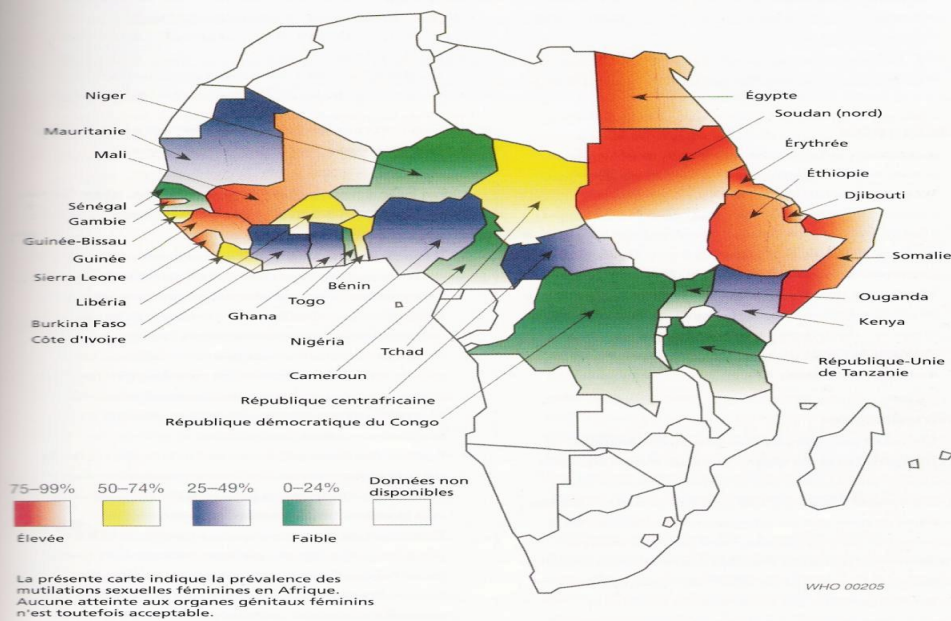 Niger
Mauritanie
Mali
Sénégal
Gambie
Guinée-Bissau
Guinée
Sierra Leone
Libéria
Burkina Faso
Côte d'Ivoire
Ghana
Togo
Bénin
Nigéria
Tchad
Cameroun
République centrafricaine
République démocratique du Congo
Égypte
Soudan (nord)
Érythrée
Éthiopie
Djibouti
Somalie
Ouganda
Kenya
République-Unie
de Tanzanie
75–99%
50–74%
25–49%
0–24%
Données non
disponibles
Élevée
Faible
La présente carte indique la prévalence des
mutilations sexuelles féminines en Afrique.
Aucune atteinte aux organes génitaux féminins
n'est toutefois acceptable.
WHO 00205